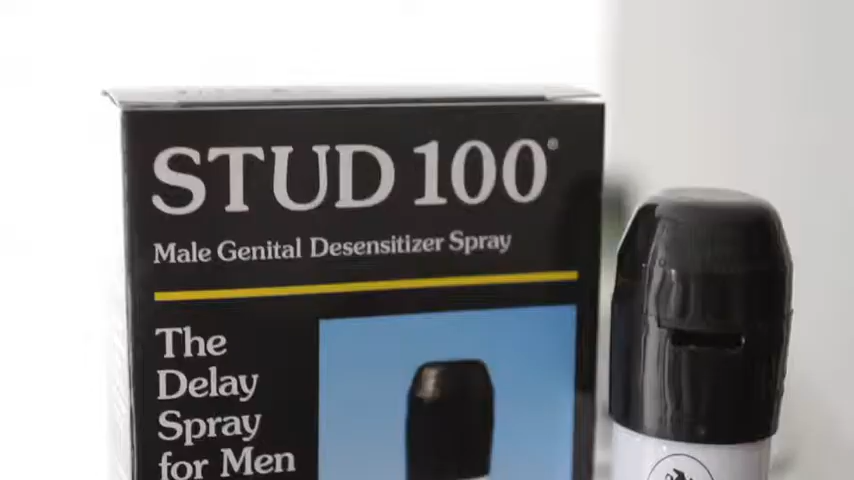 STUD 100®
Male Genital Desensitizer Spray
The
Delay
Spray
for Men